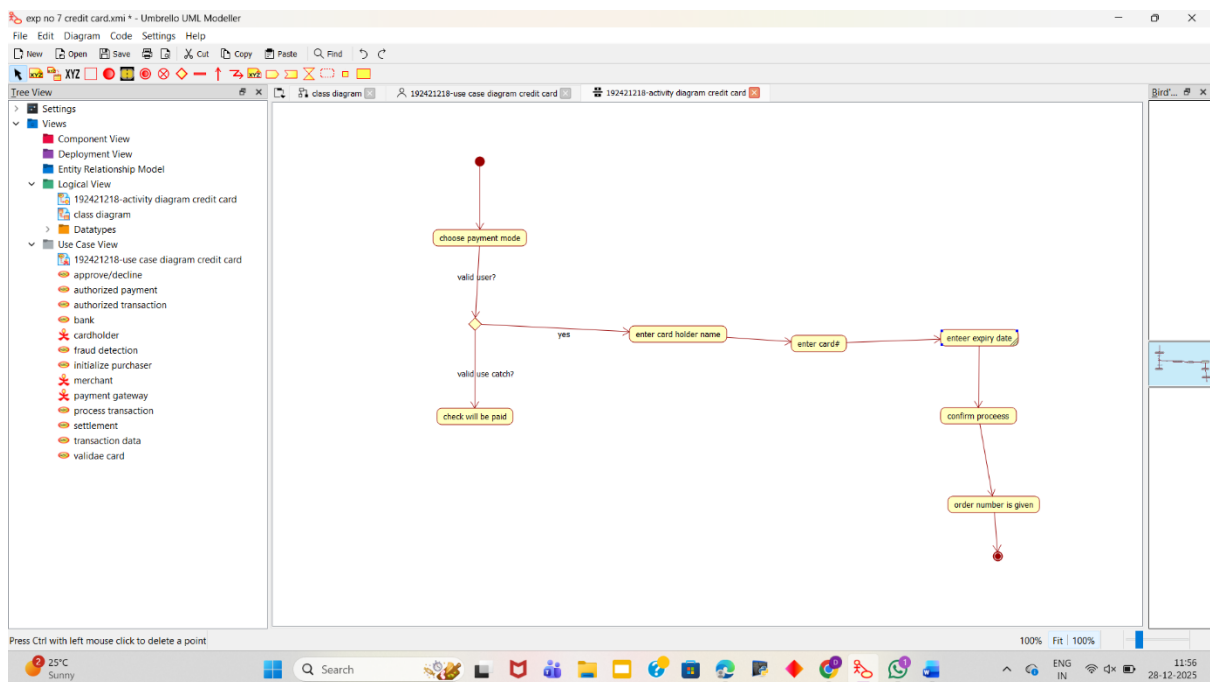 exp no 7 credit card.xmi * - Umbrello UML Modeller
File Edit Diagram Code Settings Help
New Open Save Cut Copy Paste Find
XYZ XYZ XYZ XYZ
Tree View
class diagram 192421218-use case diagram credit card 192421218-activity diagram credit card
Bird'...
Settings
Views
Component View
Deployment View
Entity Relationship Model
Logical View
192421218-activity diagram credit card
class diagram
Datatypes
Use Case View
192421218-use case diagram credit card
approve/decline
authorized payment
authorized transaction
bank
cardholder
fraud detection
initialize purchaser
merchant
payment gateway
process transaction
settlement
transaction data
validae card
choose payment mode
valid user?
yes
enter card holder name
enter card#
enteer expiry date
valid use catch?
check will be paid
confirm proceess
order number is given
Press Ctrl with left mouse click to delete a point
100% Fit 100%
2
25°C
Sunny
Search
1
ENG
IN
11:56
28-12-2025